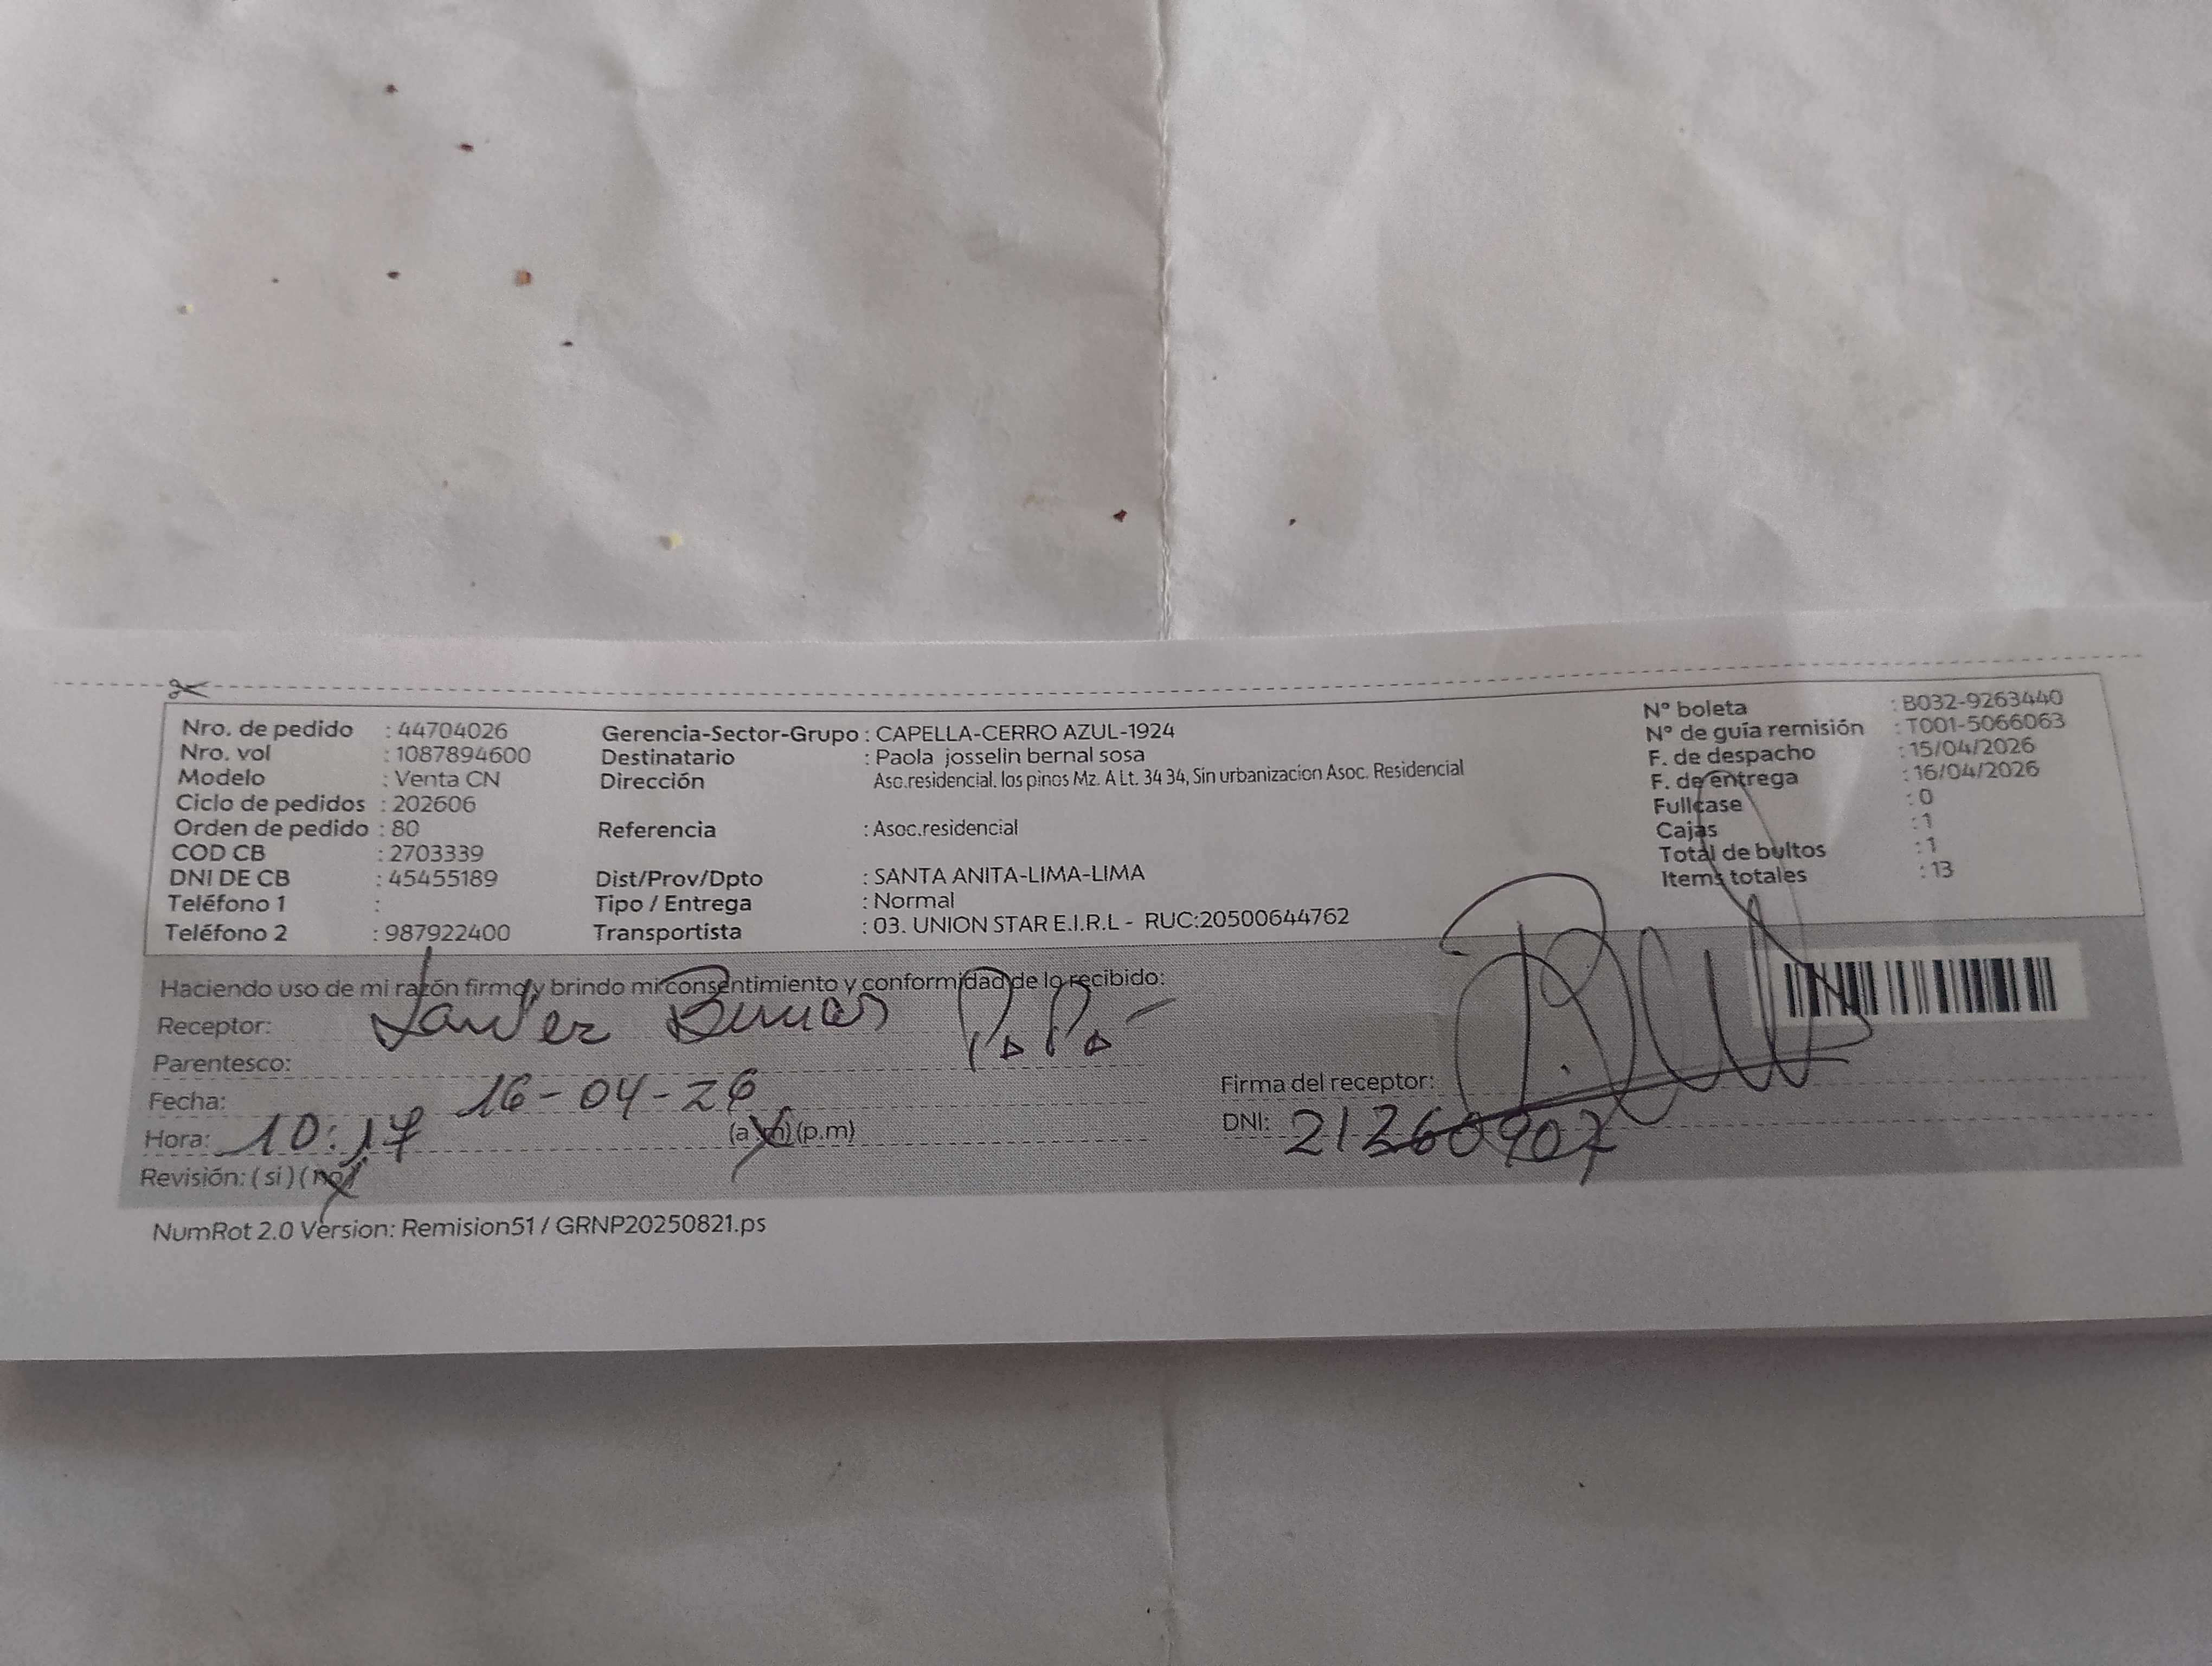 Nro. de pedido : 44704026
Nro. vol : 1087894600
Modelo : Venta CN
Ciclo de pedidos : 202606
Orden de pedido : 80
COD CB : 2703339
DNI DE CB : 45455189
Teléfono 1 :
Teléfono 2 : 987922400
Gerencia-Sector-Grupo : CAPELLA-CERRO AZUL-1924
Destinatario : Paola josselin bernal sosa
Dirección Aso.residencial. los pinos Mz. A Lt. 34 34, Sin urbanizacion Asoc. Residencial
Referencia : Asoc.residencial
Dist/Prov/Dpto : SANTA ANITA-LIMA-LIMA
Tipo / Entrega : Normal
Transportista : 03. UNION STAR E.I.R.L - RUC:20500644762
N° boleta : B032-9263440
N° de guía remisión : T001-5066063
F. de despacho : 15/04/2026
F. de entrega : 16/04/2026
Fullcase : 0
Cajas : 1
Total de bultos : 1
Items totales : 13
Haciendo uso de mi razón firmo y brindo mi consentimiento y conformidad de lo recibido:
Receptor:
Parentesco:
Fecha: 16-04-26
Hora: 10:17 (a.m) (p.m)
Revisión: (si) (no)
Firma del receptor:
DNI: 21260907
NumRot 2.0 Version: Remision51 / GRNP20250821.ps